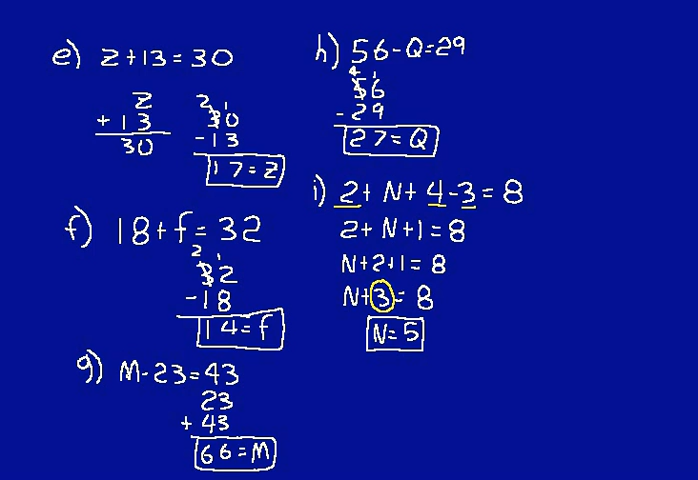 e) Z+13=30
Z
+13
30
2 1
30
-13
17=Z
f) 18+f=32
2 1
32
-18
14=f
g) M-23=43
23
+43
66=M
h) 56-Q=29
4 1
56
-29
27=Q
i) 2+N+4-3=8
2+N+1=8
N+2+1=8
N+3=8
N=5